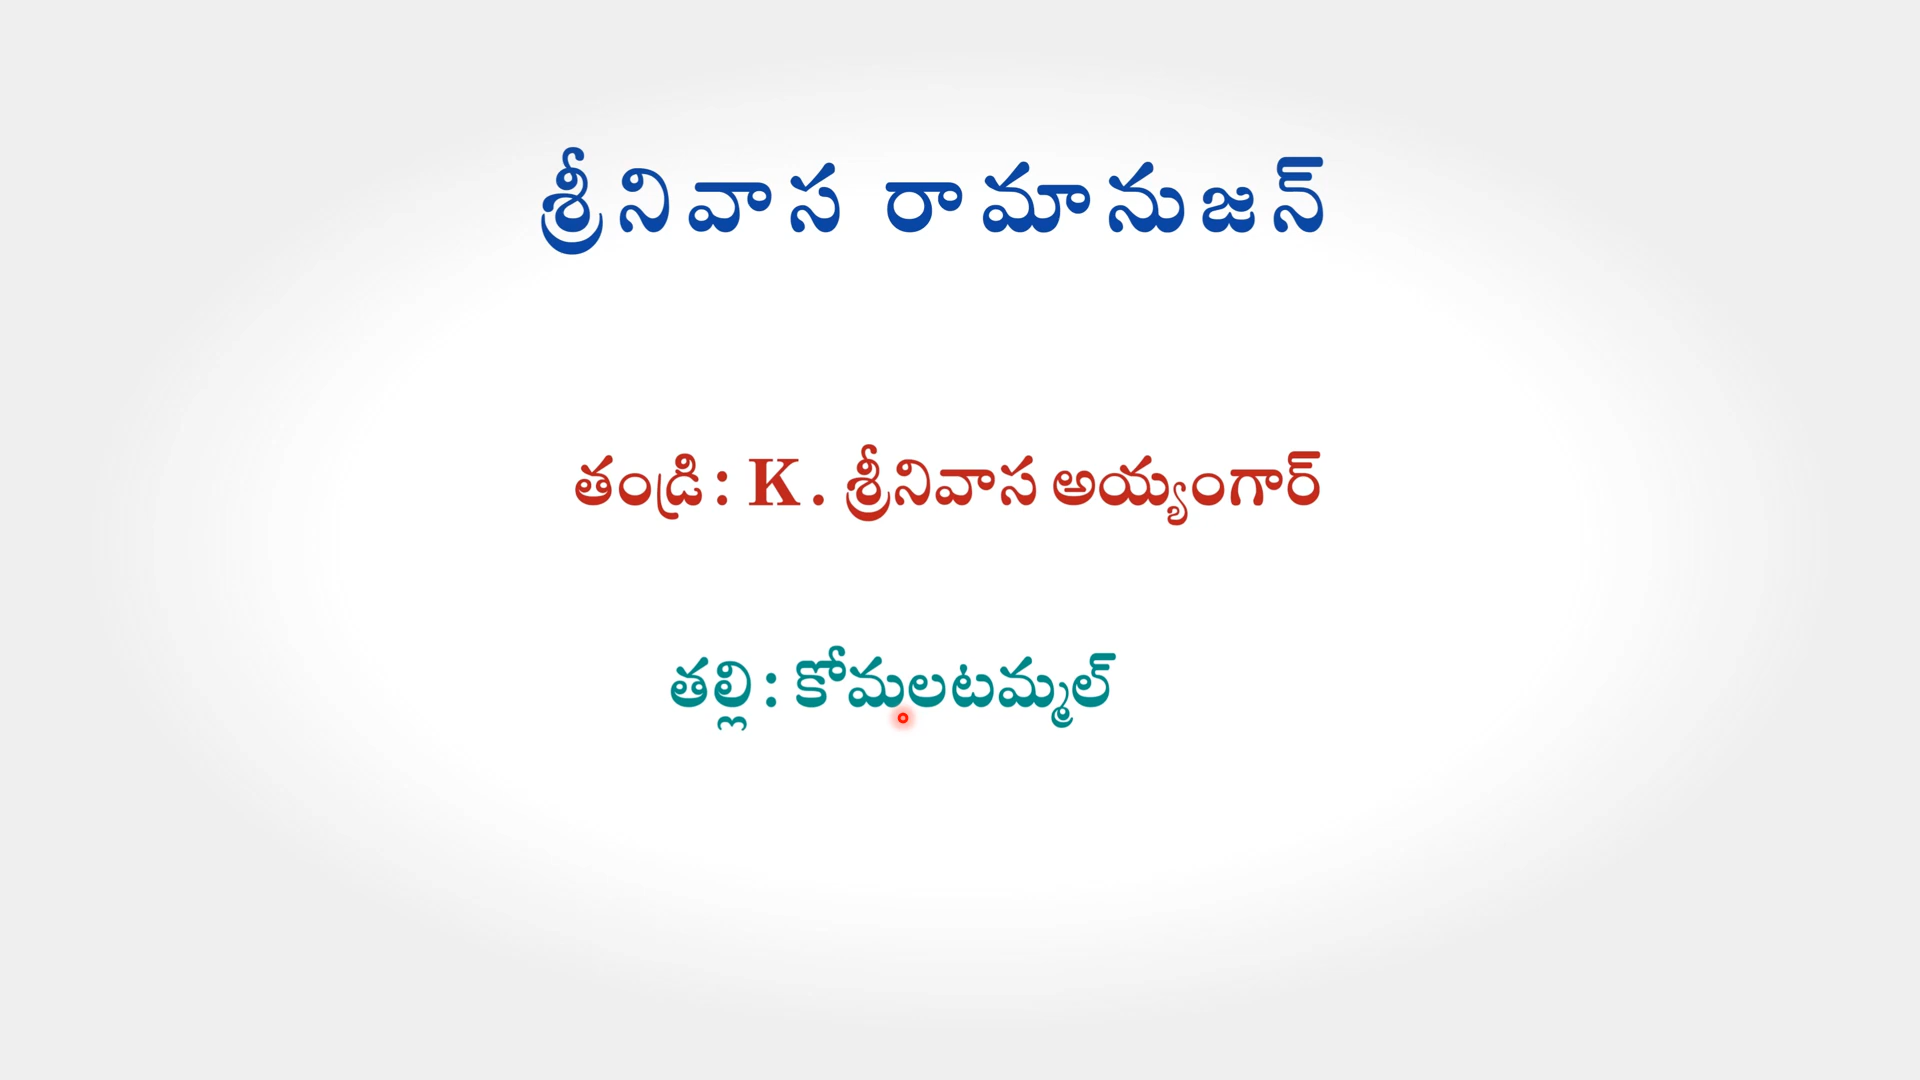 శ్రీనివాస రామానుజన్
తండ్రి: K. శ్రీనివాస అయ్యంగార్
తల్లి: కోమలటమ్మల్